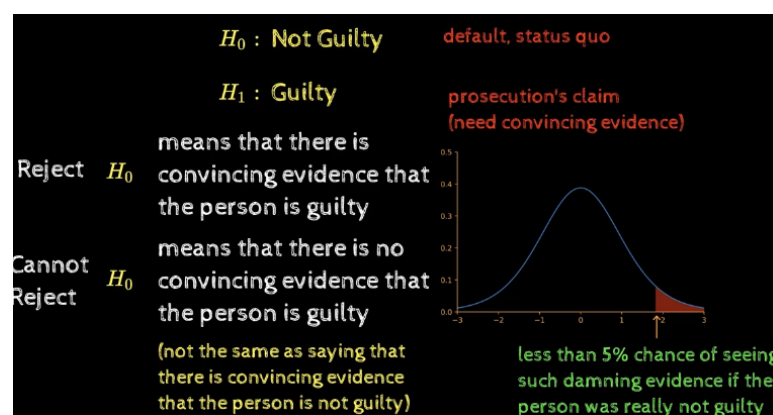 H₀ : Not Guilty
default, status quo
H₁ : Guilty
prosecution's claim
(need convincing evidence)
Reject H₀
means that there is
convincing evidence that
the person is guilty
Cannot
Reject
H₀
means that there is no
convincing evidence that
the person is guilty
(not the same as saying that
there is convincing evidence
that the person is not guilty)
0.5
0.4
0.3
0.2
0.1
0.0
−3 −2 −1 0 1 2 3
less than 5% chance of seeing
such damning evidence if the
person was really not guilty